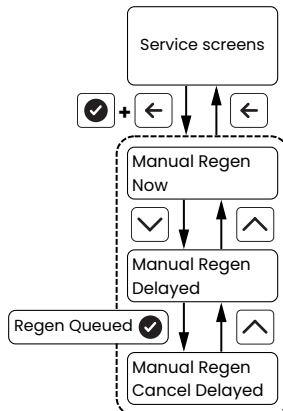 Service screens
+
Manual Regen
Now
Manual Regen
Delayed
Regen Queued
Manual Regen
Cancel Delayed